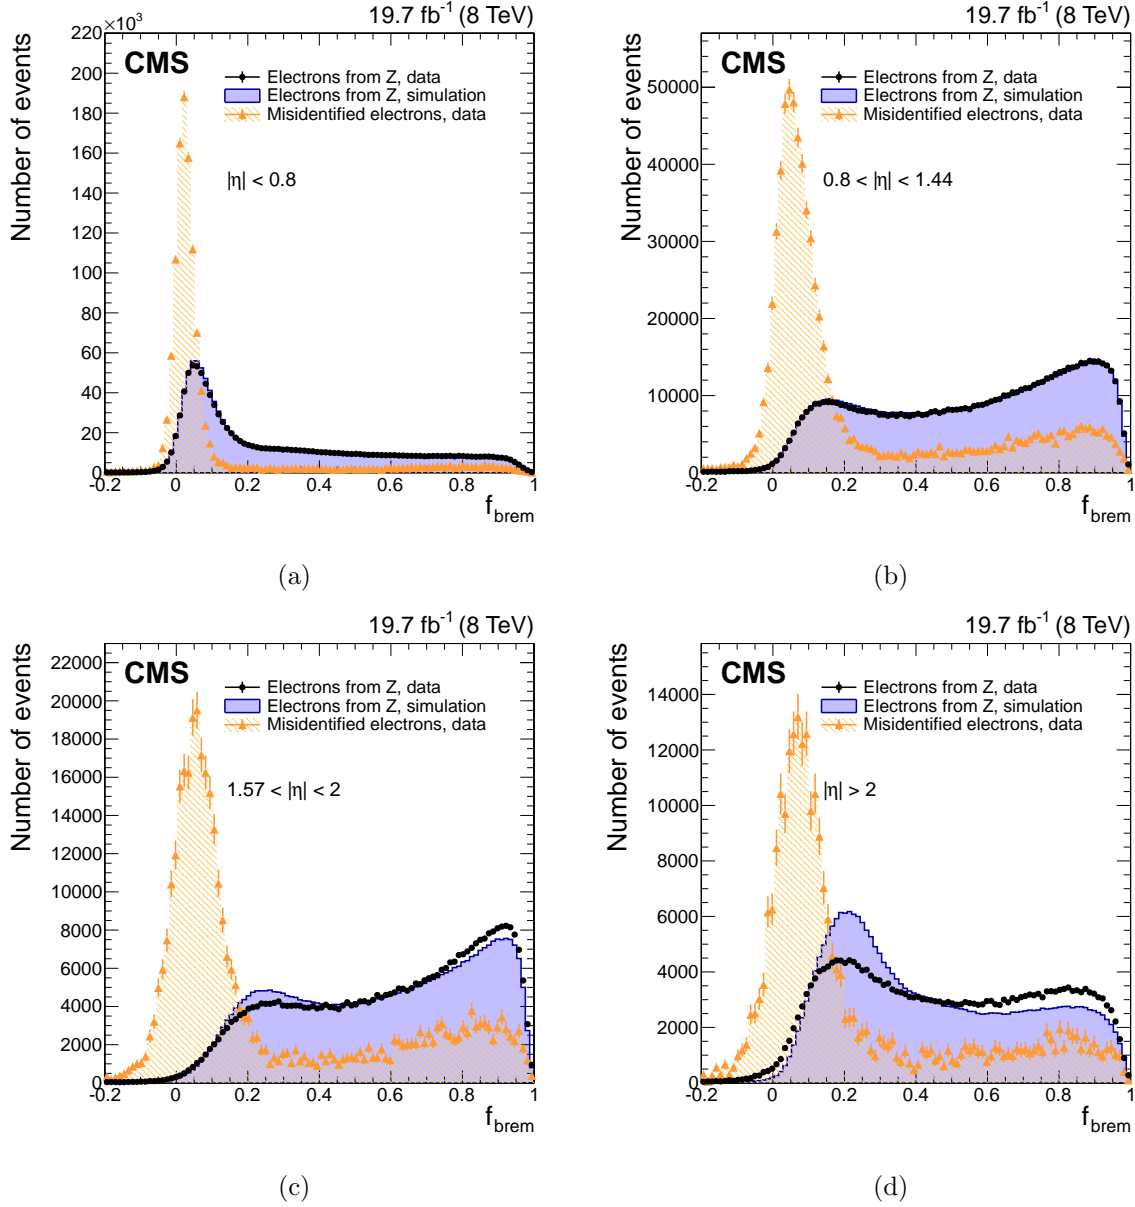 19.7 fb-1 (8 TeV)
×10³
220
200
180
160
140
120
100
80
60
40
20
0
Number of events
CMS
Electrons from Z, data
Electrons from Z, simulation
Misidentified electrons, data
|η| < 0.8
-0.2 0 0.2 0.4 0.6 0.8 1
fbrem
(a)
19.7 fb-1 (8 TeV)
50000
40000
30000
20000
10000
0
Number of events
CMS
Electrons from Z, data
Electrons from Z, simulation
Misidentified electrons, data
0.8 < |η| < 1.44
-0.2 0 0.2 0.4 0.6 0.8 1
fbrem
(b)
19.7 fb-1 (8 TeV)
22000
20000
18000
16000
14000
12000
10000
8000
6000
4000
2000
0
Number of events
CMS
Electrons from Z, data
Electrons from Z, simulation
Misidentified electrons, data
1.57 < |η| < 2
-0.2 0 0.2 0.4 0.6 0.8 1
fbrem
(c)
19.7 fb-1 (8 TeV)
14000
12000
10000
8000
6000
4000
2000
0
Number of events
CMS
Electrons from Z, data
Electrons from Z, simulation
Misidentified electrons, data
|η| > 2
-0.2 0 0.2 0.4 0.6 0.8 1
fbrem
(d)